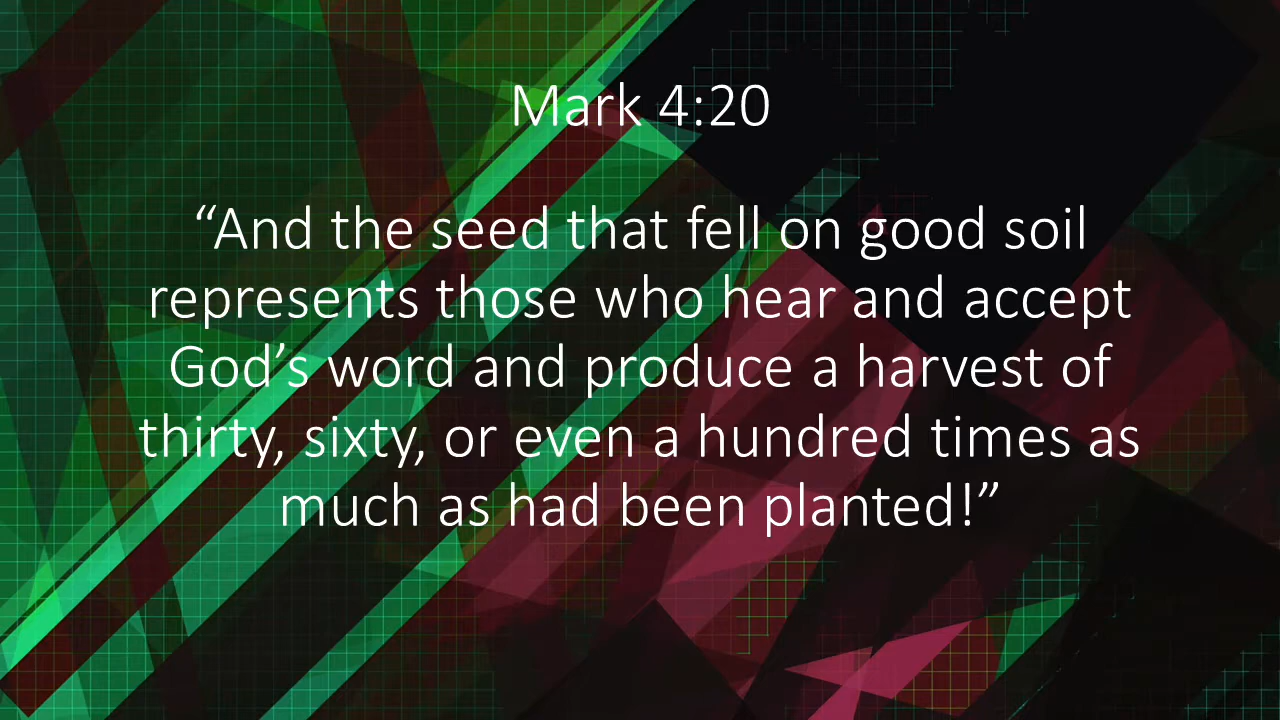 Mark 4:20
“And the seed that fell on good soil
represents those who hear and accept
God’s word and produce a harvest of
thirty, sixty, or even a hundred times as
much as had been planted!”